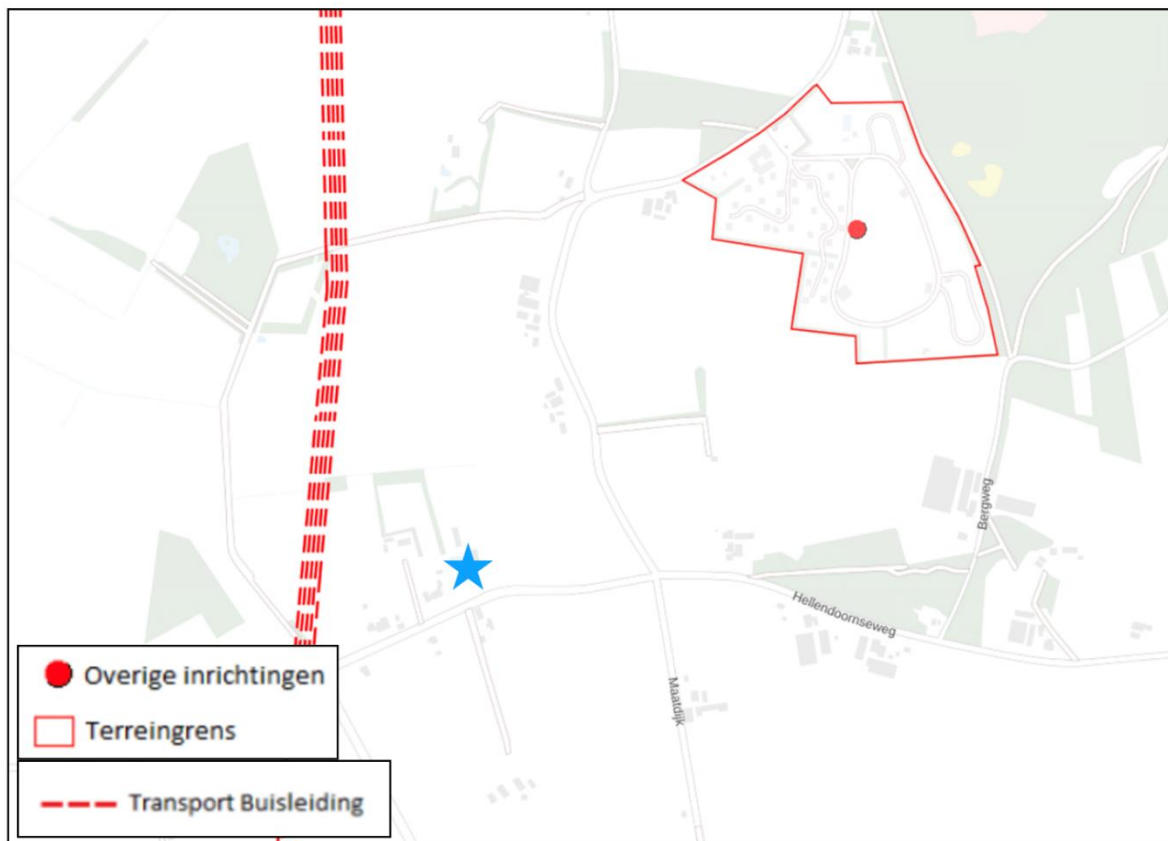 Bergweg
Hellendoornseweg
Maatdijk
Overige inrichtingen
Terreingrens
Transport Buisleiding